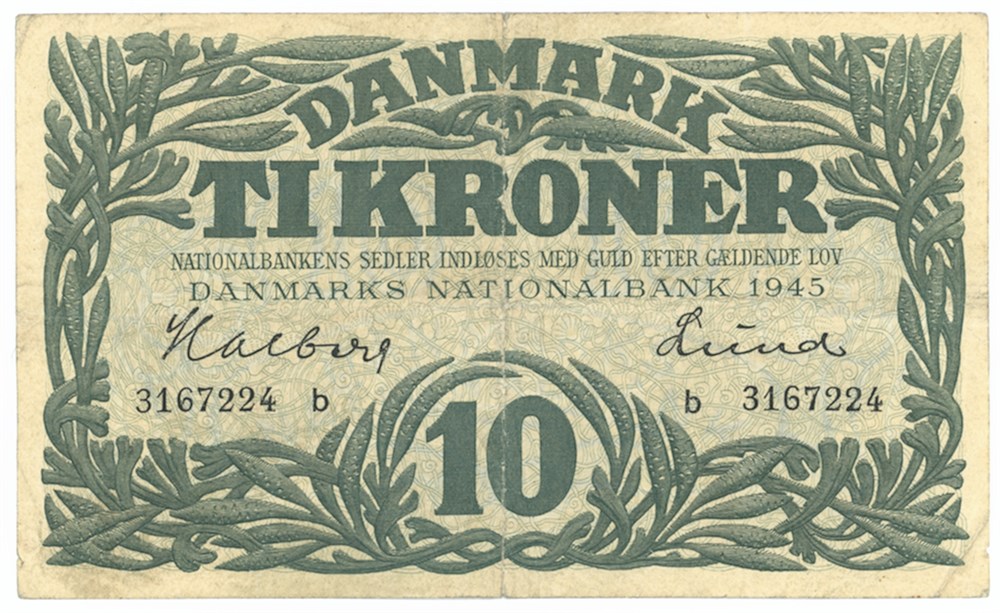 DANMARK
TI KRONER
NATIONALBANKENS SEDLER INDLØSES MED GULD EFTER GÆLDENDE LOV
DANMARKS NATIONALBANK 1945
Halberg Lund
3167224 b b 3167224
10